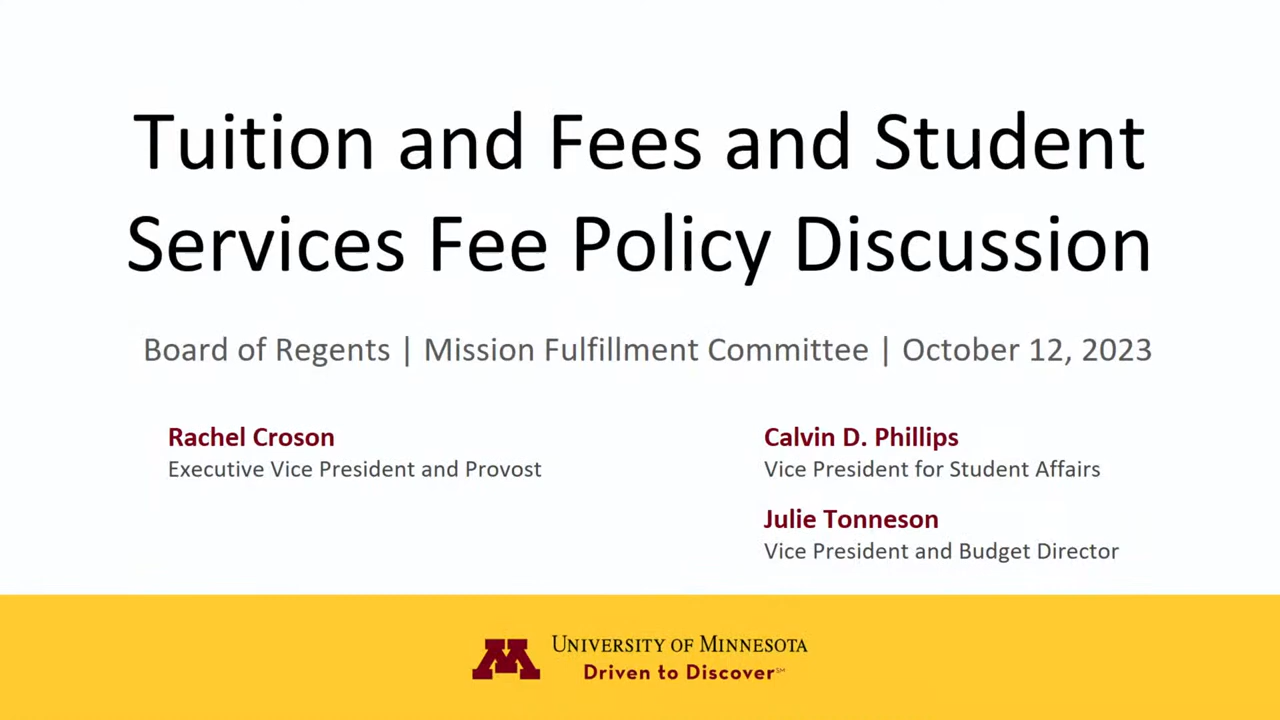 Tuition and Fees and Student
Services Fee Policy Discussion
Board of Regents | Mission Fulfillment Committee | October 12, 2023
Rachel Croson
Executive Vice President and Provost
Calvin D. Phillips
Vice President for Student Affairs
Julie Tonneson
Vice President and Budget Director
M
UNIVERSITY OF MINNESOTA
Driven to Discover℠